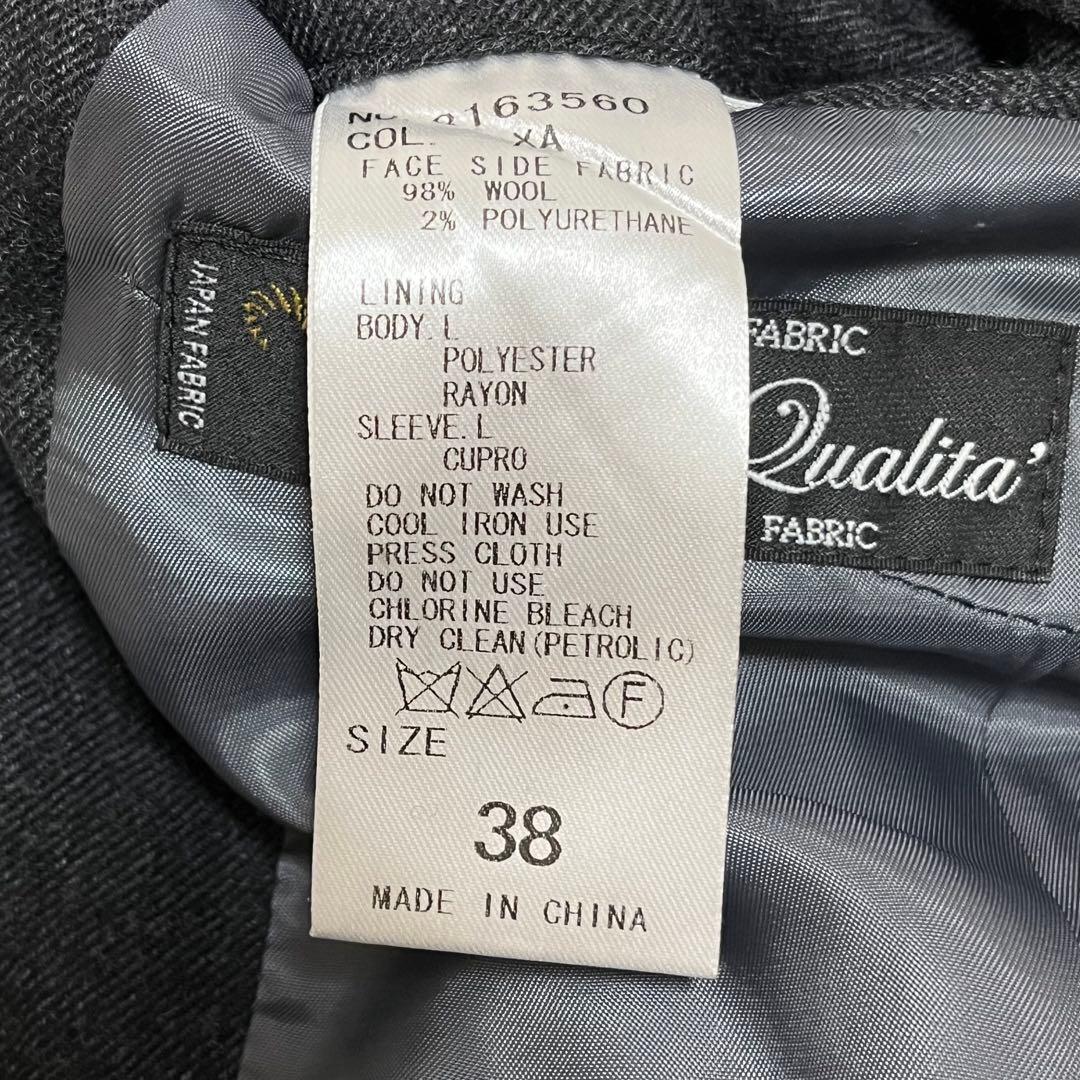 163560
COL. XA
FACE SIDE FABRIC
98% WOOL
2% POLYURETHANE
LINING
BODY.L
POLYESTER
RAYON
SLEEVE.L
CUPRO
DO NOT WASH
COOL IRON USE
PRESS CLOTH
DO NOT USE
CHLORINE BLEACH
DRY CLEAN(PETROLIC)
F
SIZE
38
MADE IN CHINA
JAPAN FABRIC
FABRIC
Qualita'
FABRIC